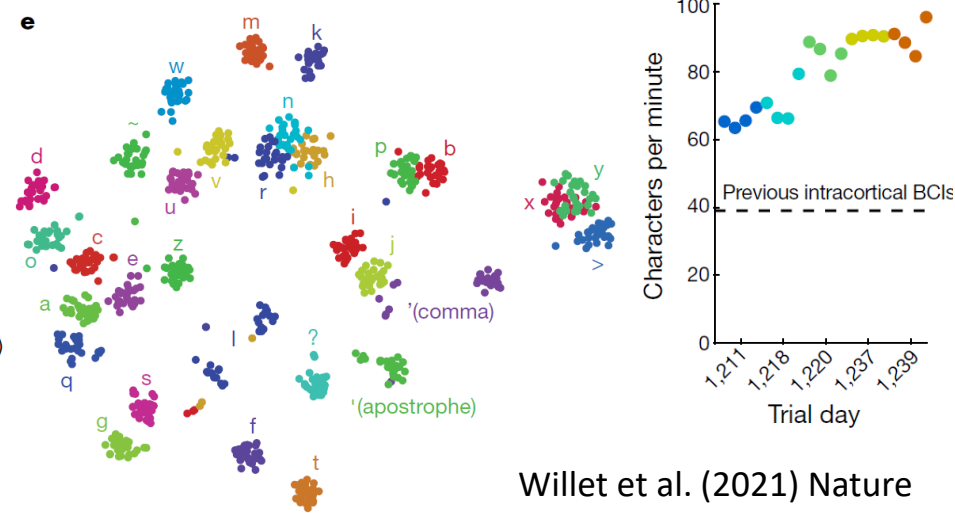 e
m
k
w
n
~
p
b
d
v
r
h
y
u
x
i
c
z
j
o
e
>
a
'(comma)
l
?
)
q
s
'(apostrophe)
g
f
t
100
80
60
40
20
0
Characters per minute
Previous intracortical BCIs
1,211
1,218
1,220
1,237
1,239
Trial day
Willet et al. (2021) Nature